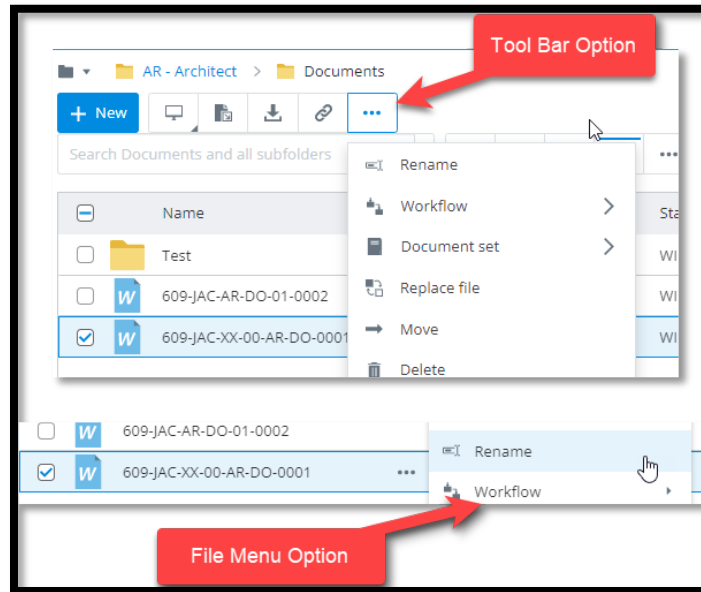 Tool Bar Option
AR - Architect > Documents
+ New
Search Documents and all subfolders
Rename
Name
Workflow
Sta
Test
Document set
WI
W 609-JAC-AR-DO-01-0002
Replace file
WI
W 609-JAC-XX-00-AR-DO-0001
Move
WI
Delete
W 609-JAC-AR-DO-01-0002
Rename
W 609-JAC-XX-00-AR-DO-0001
Workflow
File Menu Option